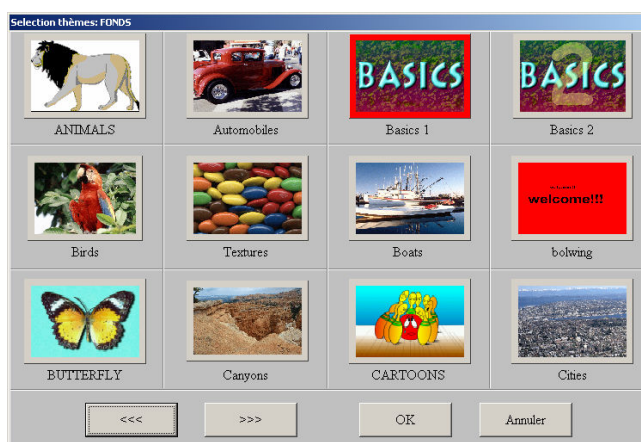 Selection thèmes: FONDS
BASICS
BASICS
2
ANIMALS
Automobiles
Basics 1
Basics 2
welcome!!!
Birds
Textures
Boats
bolwing
BUTTERFLY
Canyons
CARTOONS
Cities
<<<
>>>
OK
Annuler